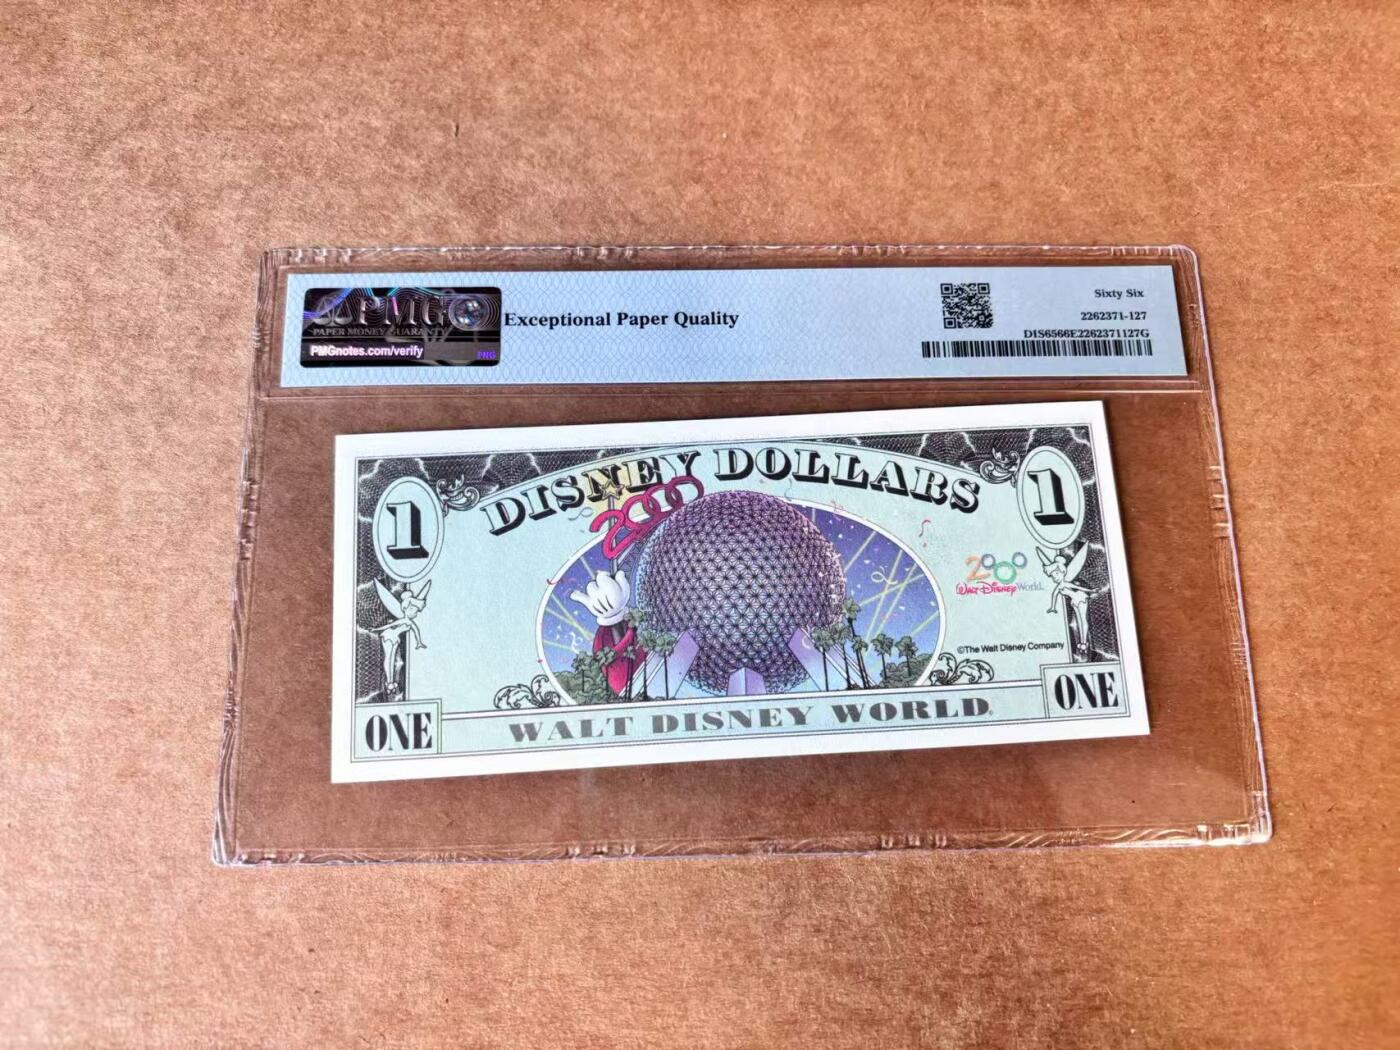 PMG
PAPER MONEY GUARANTY
PMGnotes.com/verify
PNG
Exceptional Paper Quality
Sixty Six
2262371-127
D1S6566E2262371127G
DISNEY DOLLARS
1
1
2000
2000
Walt Disney World.
©The Walt Disney Company
ONE
WALT DISNEY WORLD.
ONE